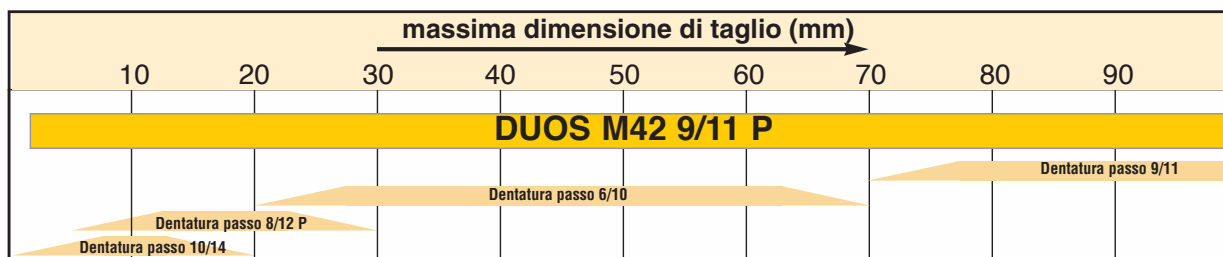 massima dimensione di taglio (mm)
10 20 30 40 50 60 70 80 90
DUOS M42 9/11 P
Dentatura passo 9/11
Dentatura passo 6/10
Dentatura passo 8/12 P
Dentatura passo 10/14